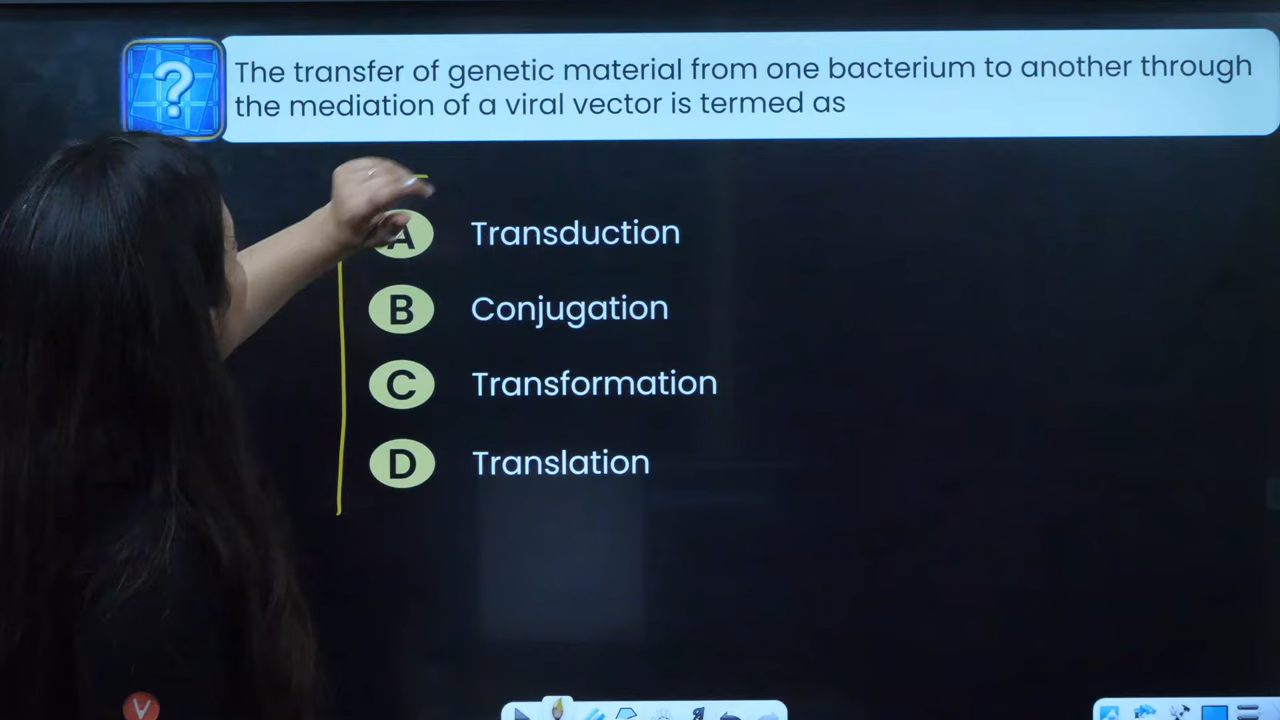 ?
The transfer of genetic material from one bacterium to another through
the mediation of a viral vector is termed as
A Transduction
B Conjugation
C Transformation
D Translation
V